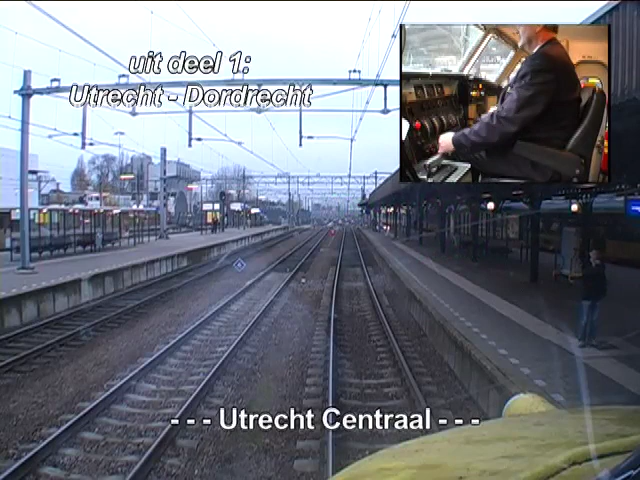 uit deel 1:
Utrecht - Dordrecht
- - - Utrecht Centraal - - -